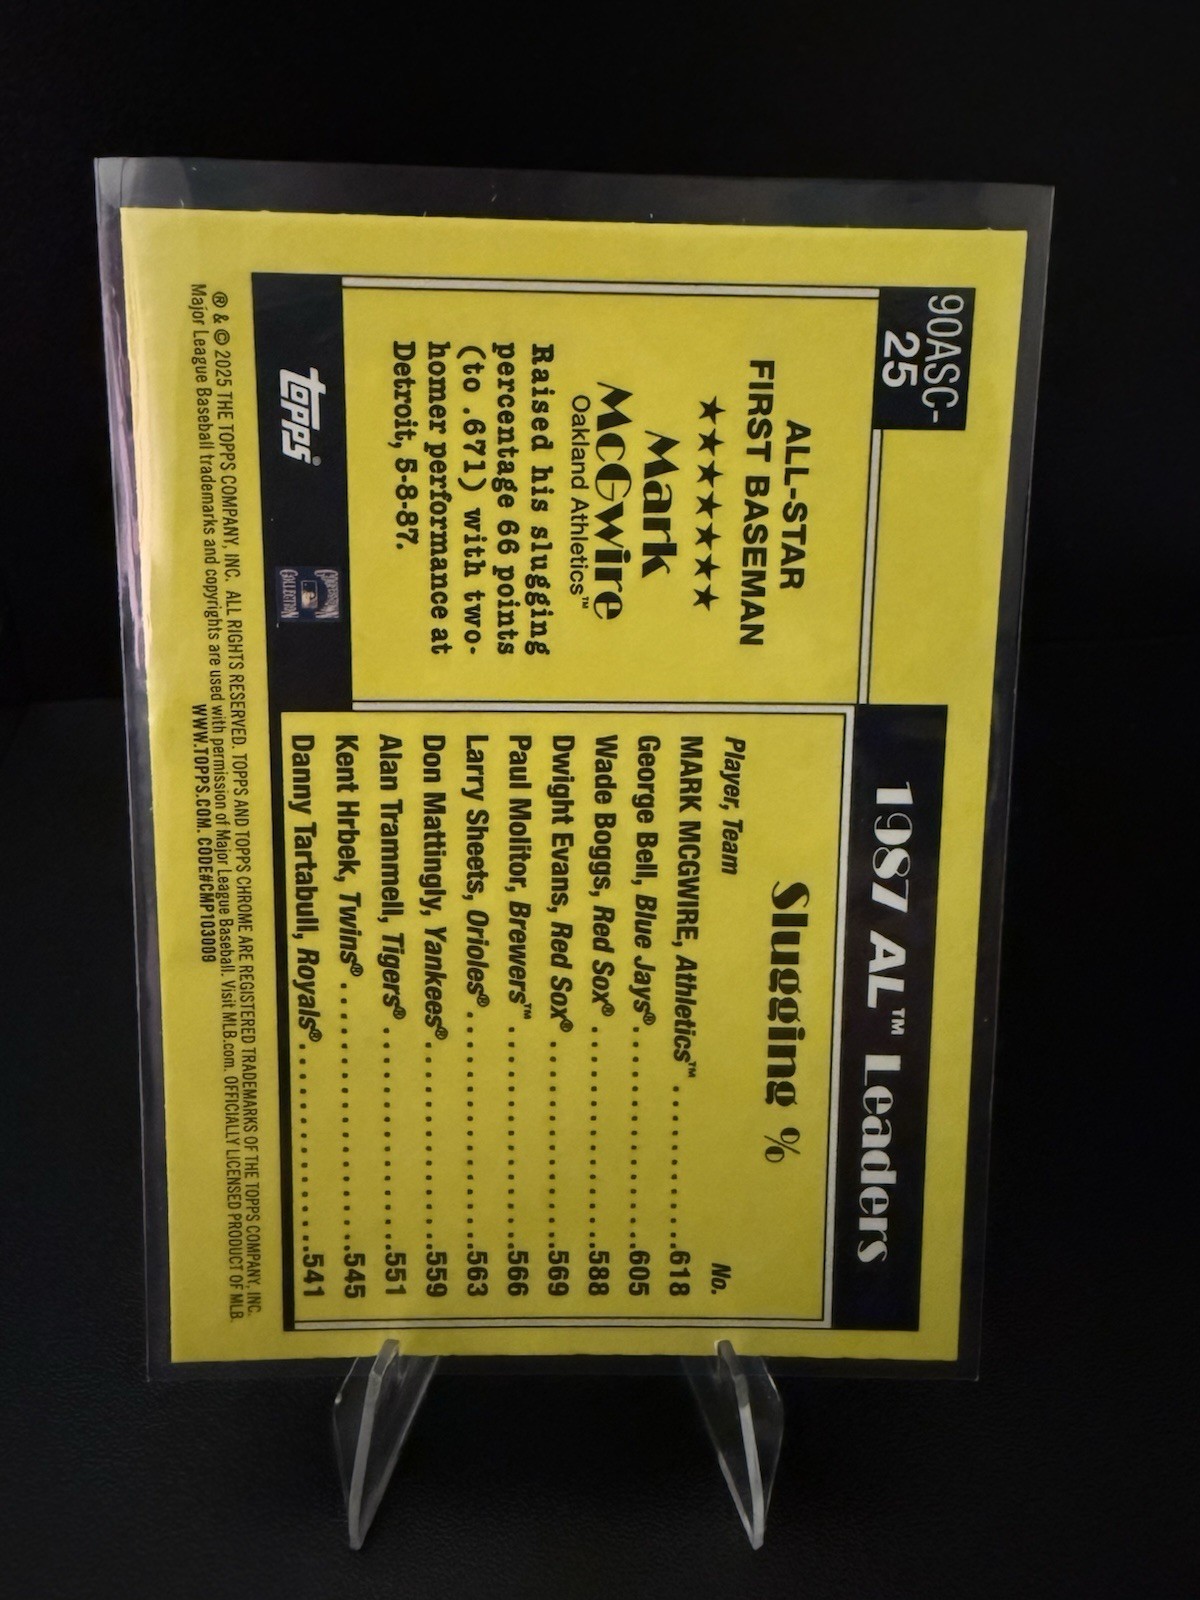 90ASC-
25
ALL-STAR
FIRST BASEMAN
★★★★★★
Mark
McGwire
Oakland Athletics™
Raised his slugging
percentage 66 points
(to .671) with two-
homer performance at
Detroit, 5-8-87.
topps®
COOPERSTOWN
COLLECTION
1987 AL™ Leaders
Slugging %
Player, Team No.
MARK MCGWIRE, Athletics™ .618
George Bell, Blue Jays® .605
Wade Boggs, Red Sox® .588
Dwight Evans, Red Sox® .569
Paul Molitor, Brewers™ .566
Larry Sheets, Orioles® .563
Don Mattingly, Yankees® .559
Alan Trammell, Tigers® .551
Kent Hrbek, Twins® .545
Danny Tartabull, Royals® .541
® & © 2025 THE TOPPS COMPANY, INC. ALL RIGHTS RESERVED. TOPPS AND TOPPS CHROME ARE REGISTERED TRADEMARKS OF THE TOPPS COMPANY, INC.
Major League Baseball trademarks and copyrights are used with permission of Major League Baseball. Visit MLB.com. OFFICIALLY LICENSED PRODUCT OF MLB.
WWW.TOPPS.COM. CODE#CMP103009